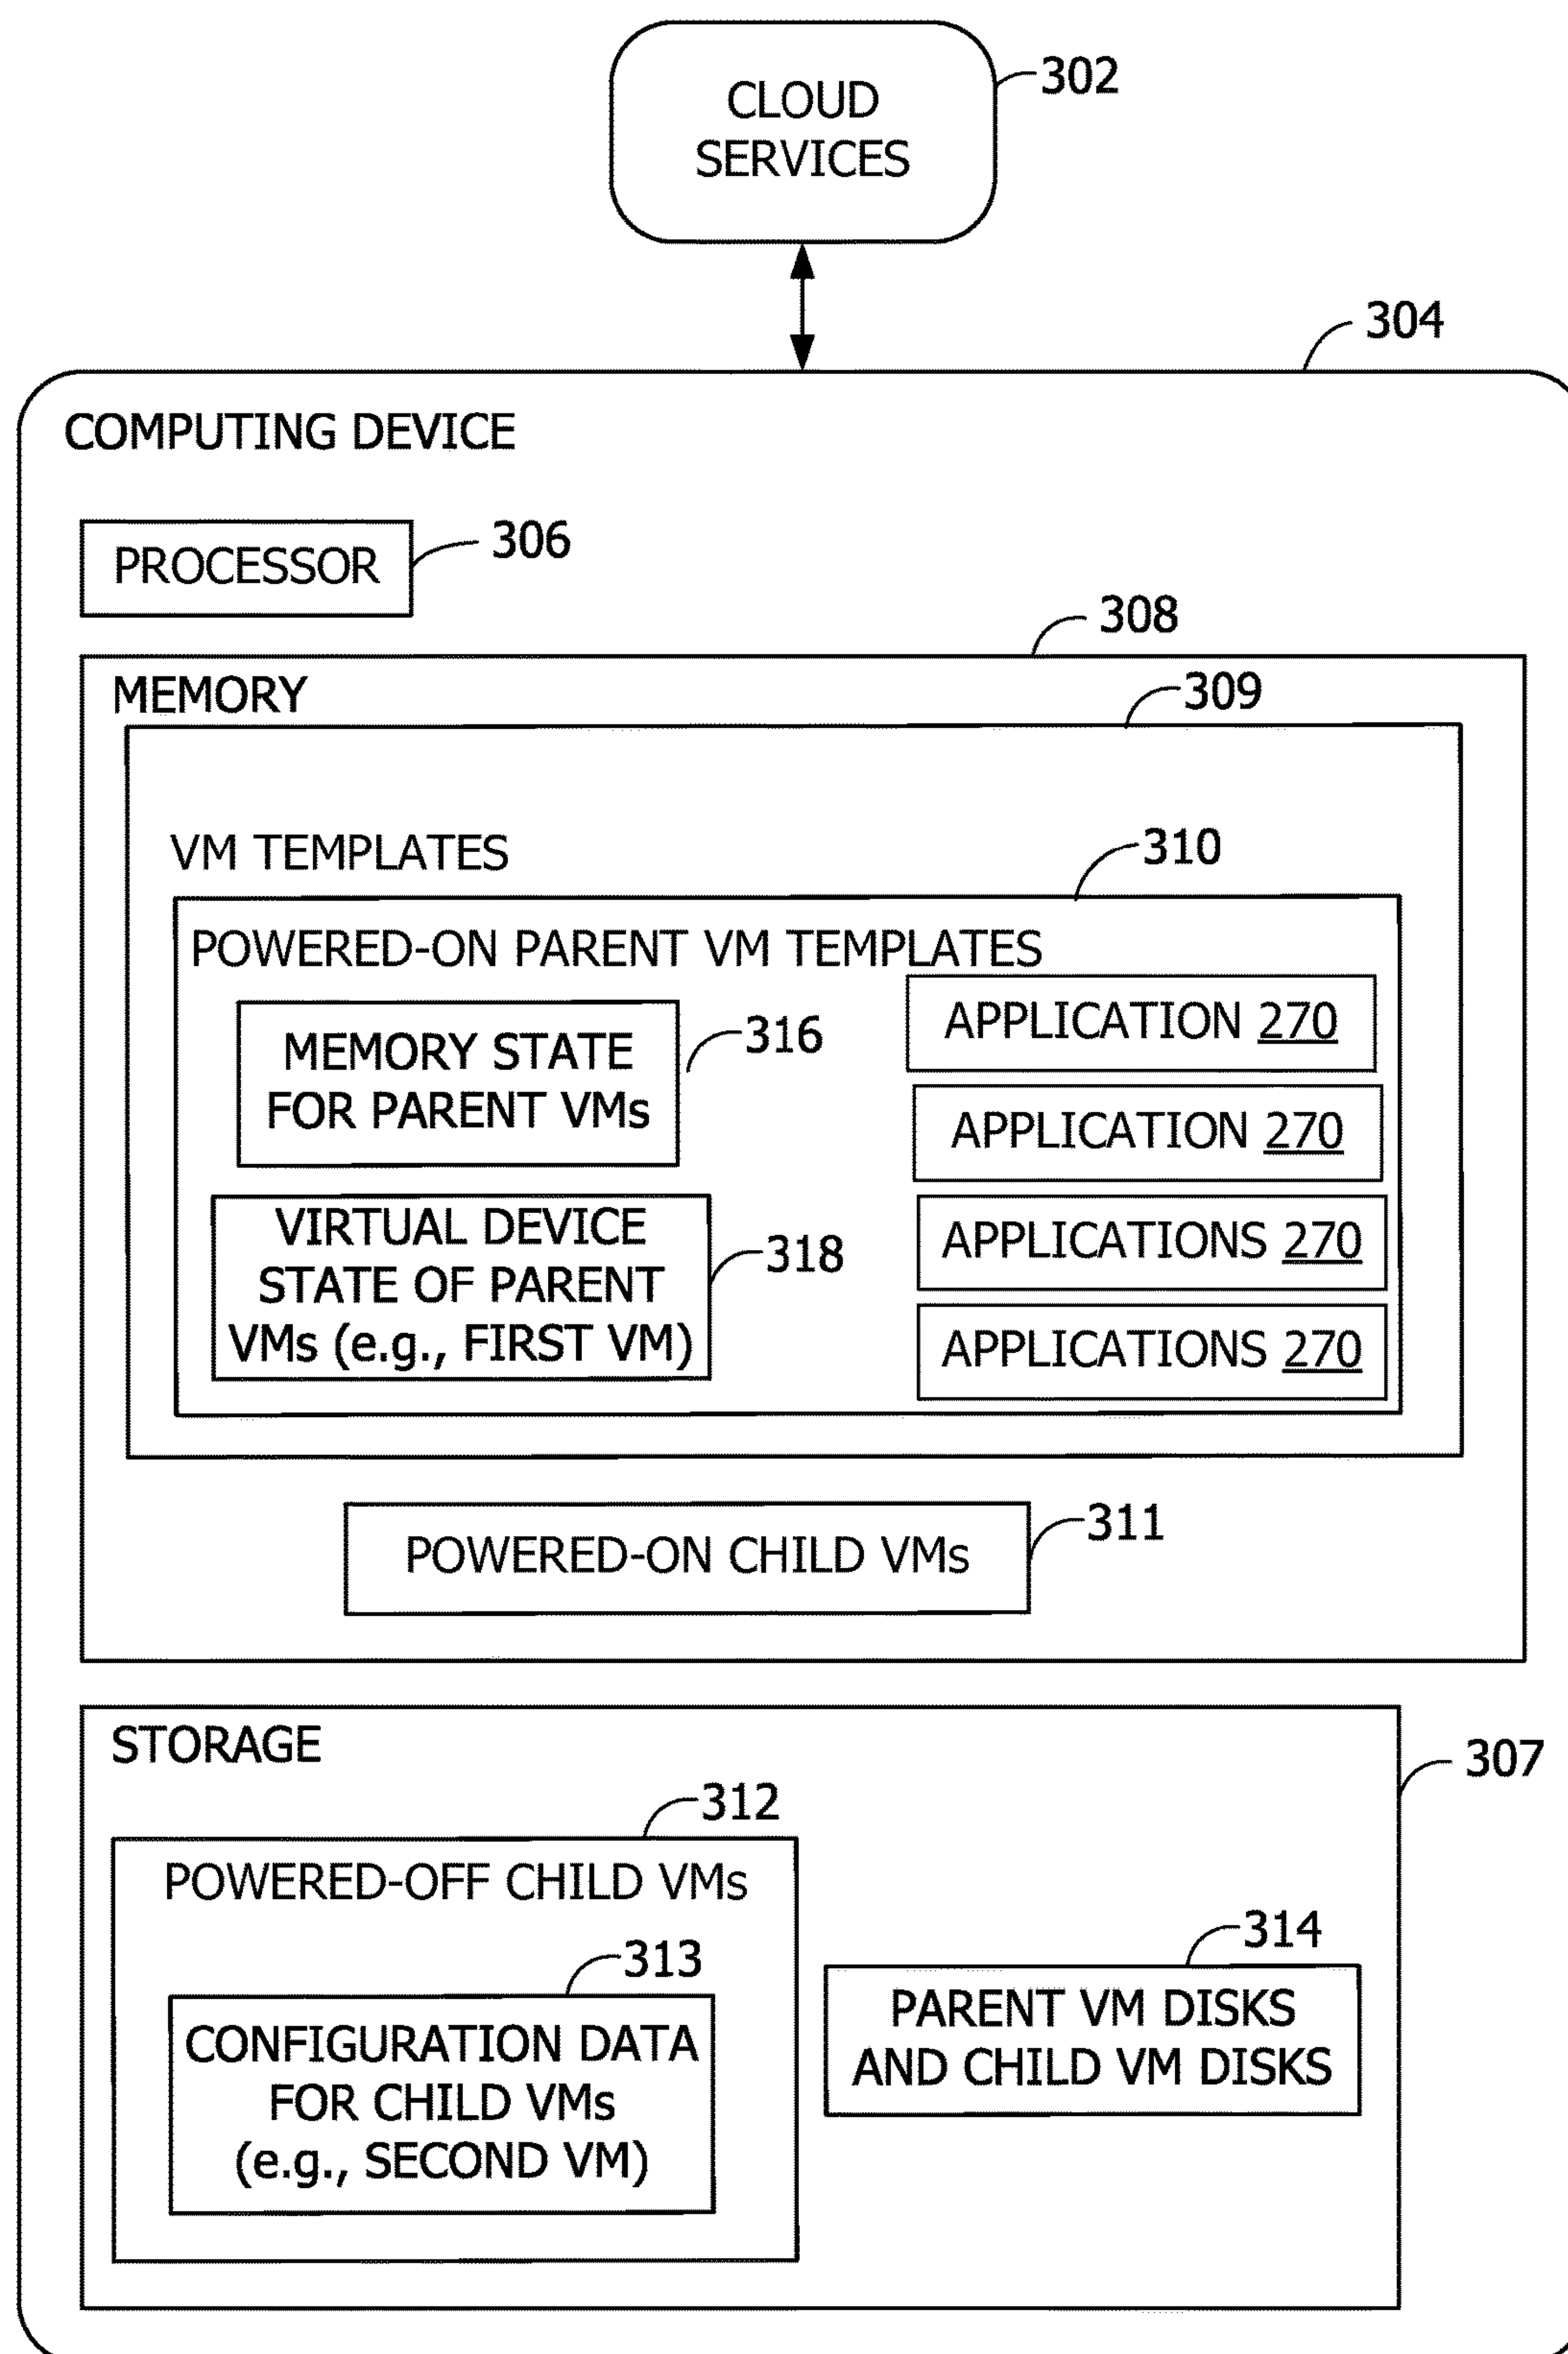 CLOUD
SERVICES
302
304
COMPUTING DEVICE
PROCESSOR
306
308
MEMORY
309
VM TEMPLATES
310
POWERED-ON PARENT VM TEMPLATES
MEMORY STATE
FOR PARENT VMs
316
APPLICATION 270
APPLICATION 270
VIRTUAL DEVICE
STATE OF PARENT
VMs (e.g., FIRST VM)
318
APPLICATIONS 270
APPLICATIONS 270
POWERED-ON CHILD VMs
311
STORAGE
307
312
POWERED-OFF CHILD VMs
313
CONFIGURATION DATA
FOR CHILD VMs
(e.g., SECOND VM)
314
PARENT VM DISKS
AND CHILD VM DISKS